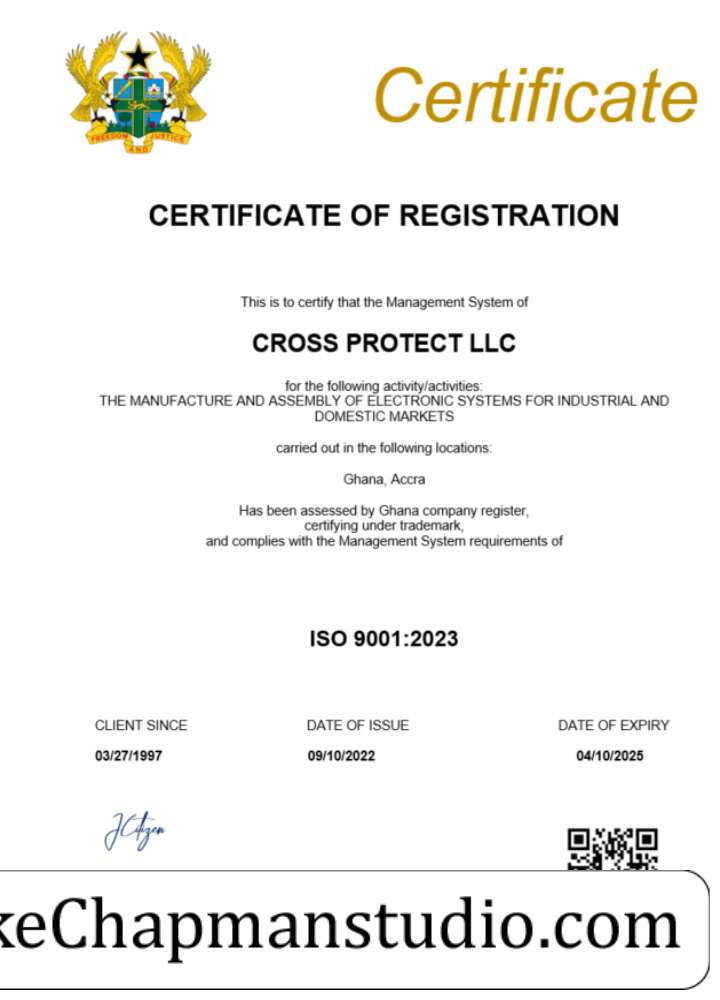 Certificate
FREEDOM AND JUSTICE
CERTIFICATE OF REGISTRATION
This is to certify that the Management System of
CROSS PROTECT LLC
for the following activity/activities:
THE MANUFACTURE AND ASSEMBLY OF ELECTRONIC SYSTEMS FOR INDUSTRIAL AND
DOMESTIC MARKETS
carried out in the following locations:
Ghana, Accra
Has been assessed by Ghana company register,
certifying under trademark,
and complies with the Management System requirements of
ISO 9001:2023
CLIENT SINCE DATE OF ISSUE DATE OF EXPIRY
03/27/1997 09/10/2022 04/10/2025
JCitizen
keChapmanstudio.com